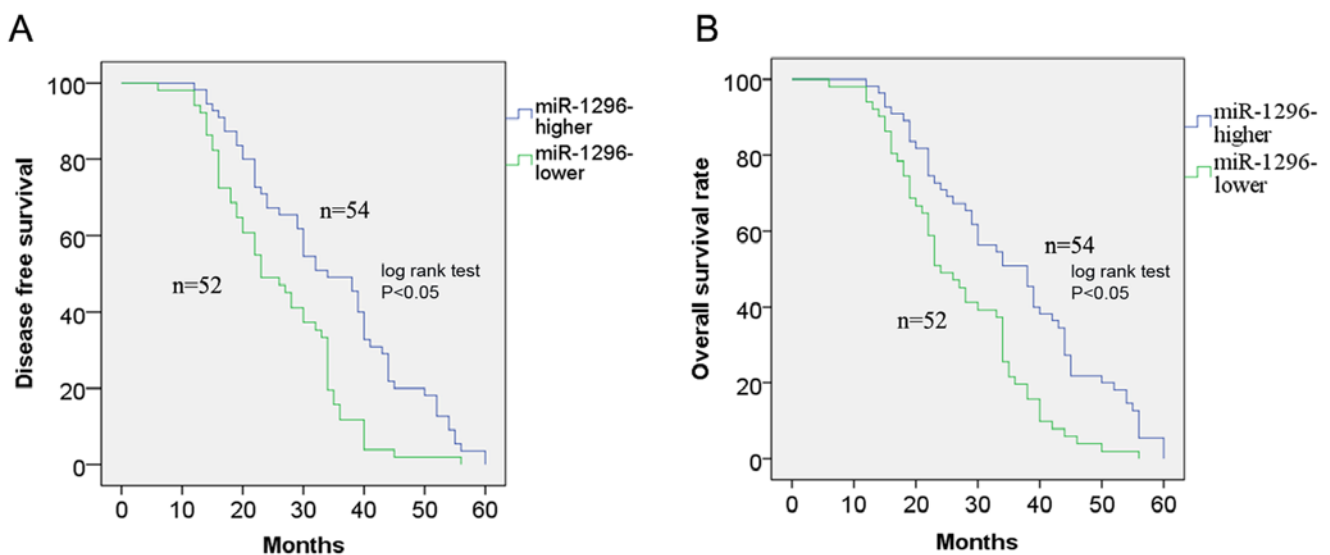 A
Disease free survival
100
80
60
40
20
0
0 10 20 30 40 50 60
Months
miR-1296-
higher
miR-1296-
lower
n=54
n=52
log rank test
P<0.05
B
Overall survival rate
100
80
60
40
20
0
0 10 20 30 40 50 60
Months
miR-1296-
higher
miR-1296-
lower
n=54
log rank test
P<0.05
n=52